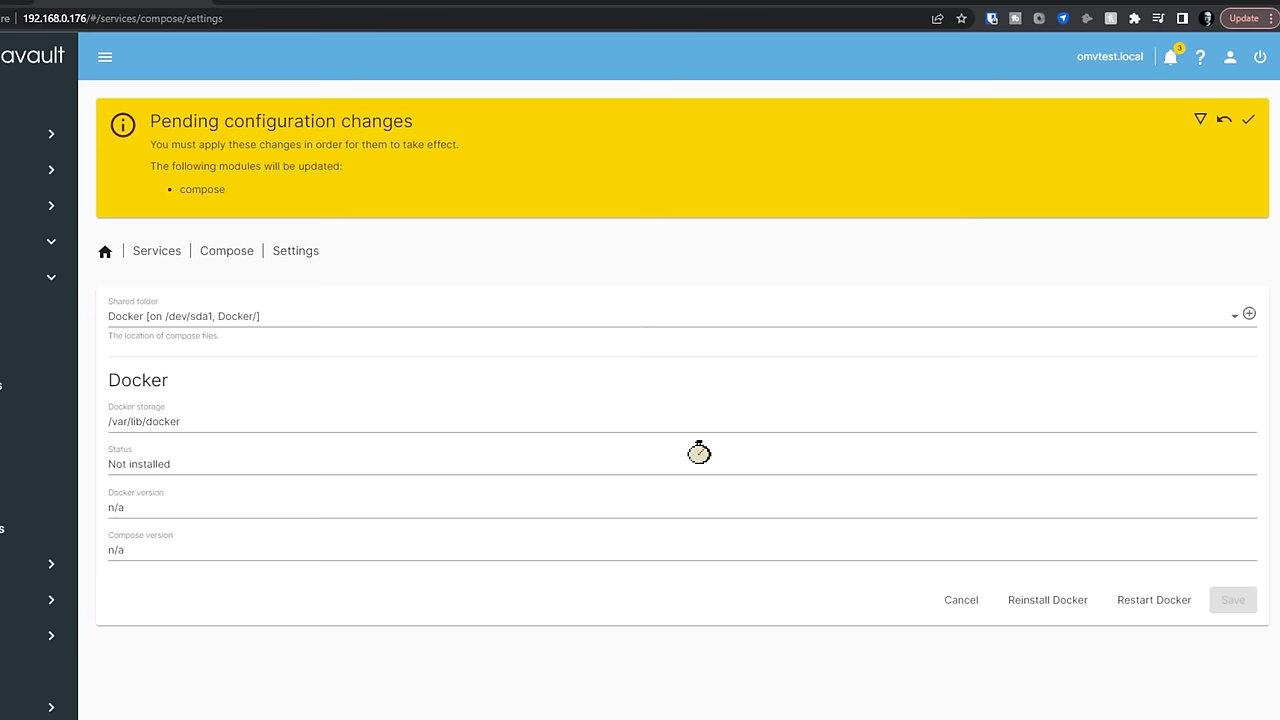 re 192.168.0.176/#/services/compose/settings
Update
avault
omvtest.local
3
Pending configuration changes
You must apply these changes in order for them to take effect.
The following modules will be updated:
• compose
Services | Compose | Settings
Shared folder
Docker [on /dev/sda1, Docker/]
The location of compose files.
Docker
Docker storage
/var/lib/docker
Status
Not installed
Docker version
n/a
Compose version
n/a
Cancel Reinstall Docker Restart Docker Save
s
s